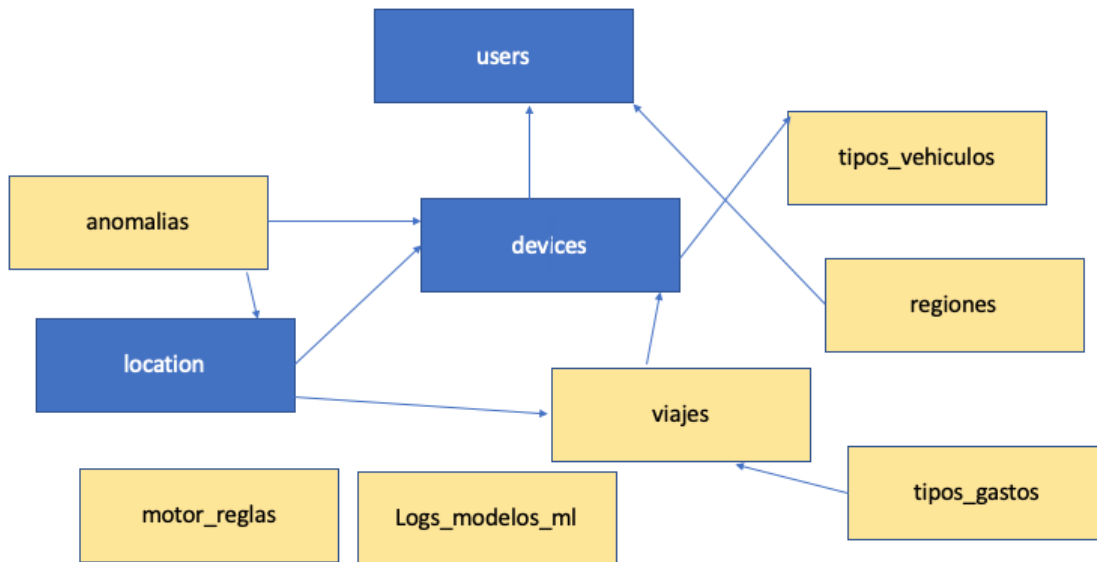 users
tipos_vehiculos
anomalias
devices
regiones
location
viajes
tipos_gastos
motor_reglas
Logs_modelos_ml